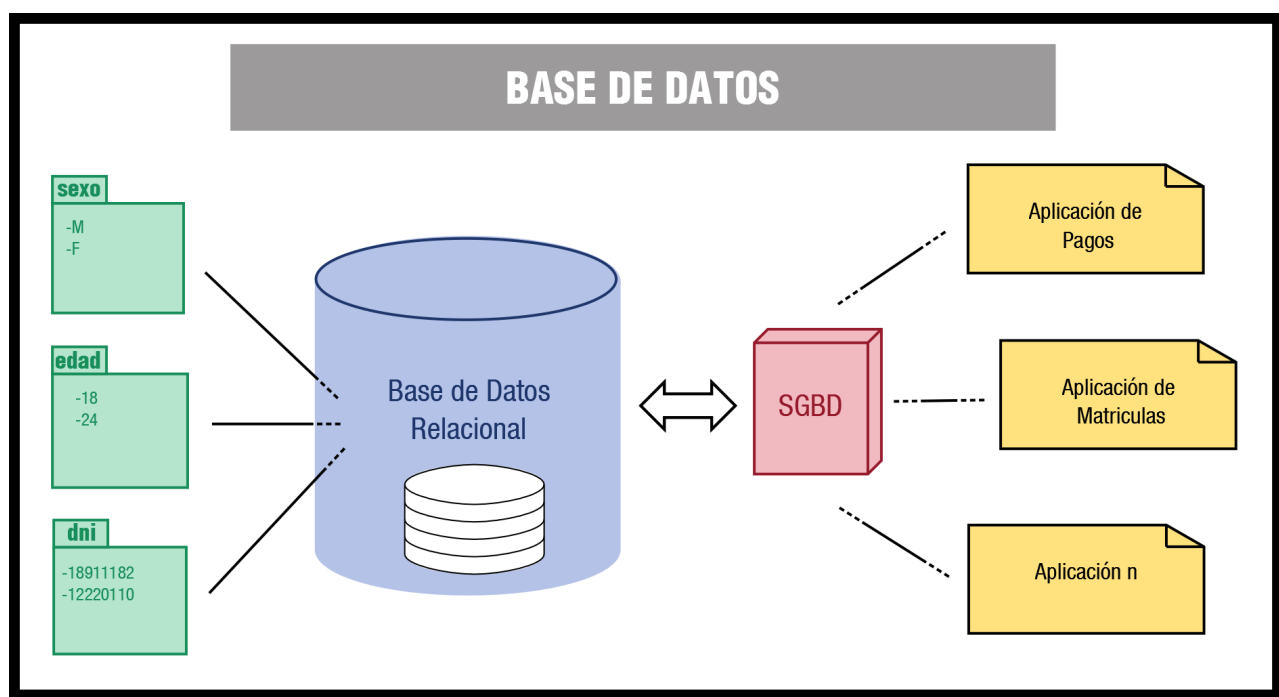 BASE DE DATOS
sexo
-M
-F
edad
-18
-24
dni
-18911182
-12220110
Base de Datos
Relacional
SGBD
Aplicación de
Pagos
Aplicación de
Matriculas
Aplicación n